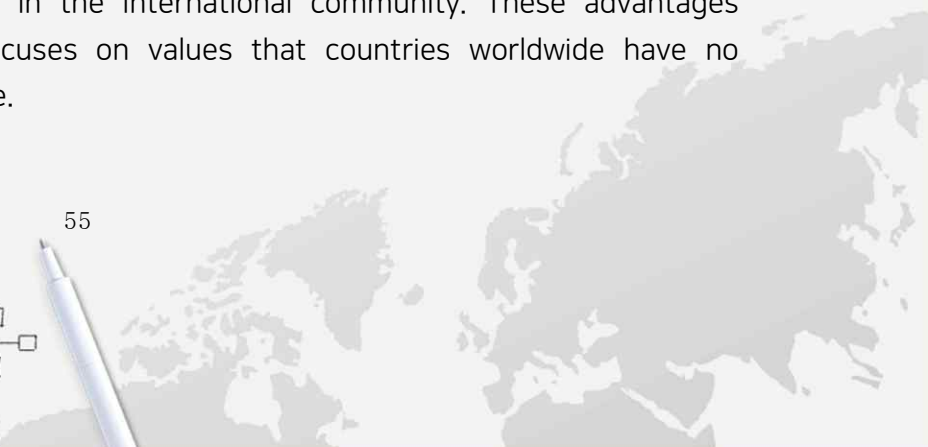 in the international community. These advantages
cuses on values that countries worldwide have no
e.
55